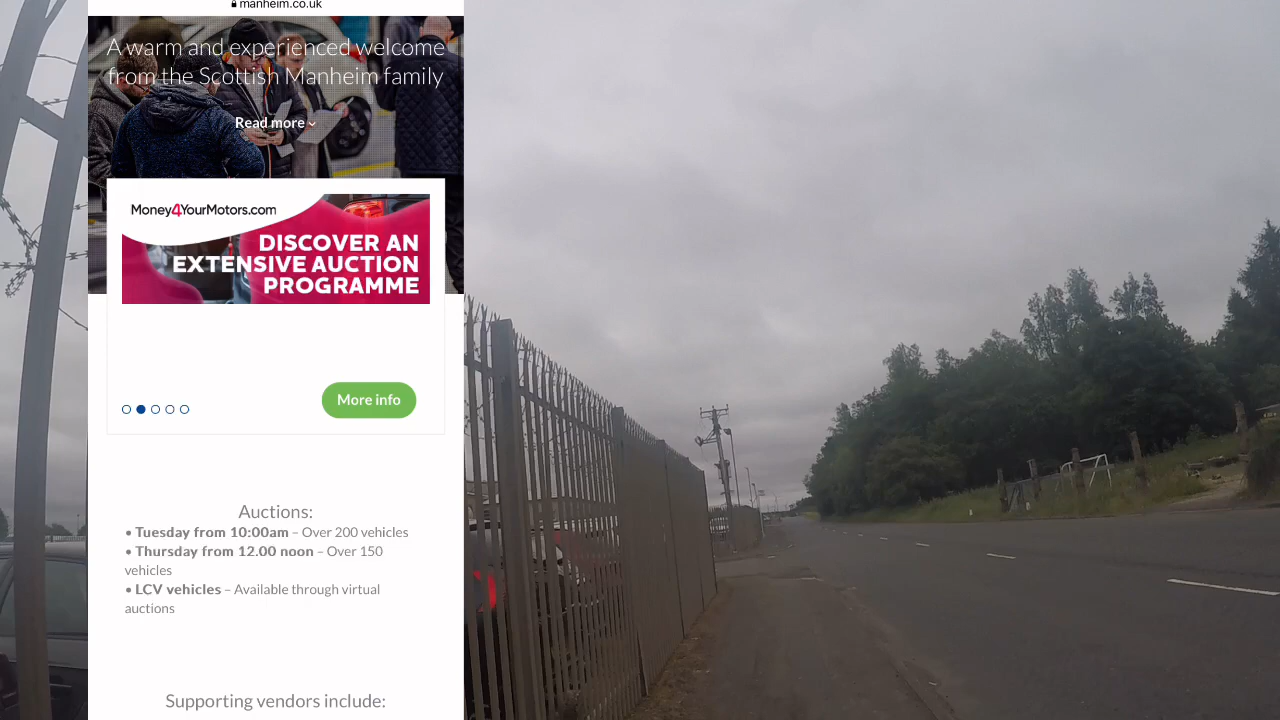 manheim.co.uk
A warm and experienced welcome
from the Scottish Manheim family
Read more
Money4YourMotors.com
DISCOVER AN
EXTENSIVE AUCTION
PROGRAMME
More info
Auctions:
• Tuesday from 10:00am – Over 200 vehicles
• Thursday from 12.00 noon – Over 150
vehicles
• LCV vehicles – Available through virtual
auctions
Supporting vendors include: